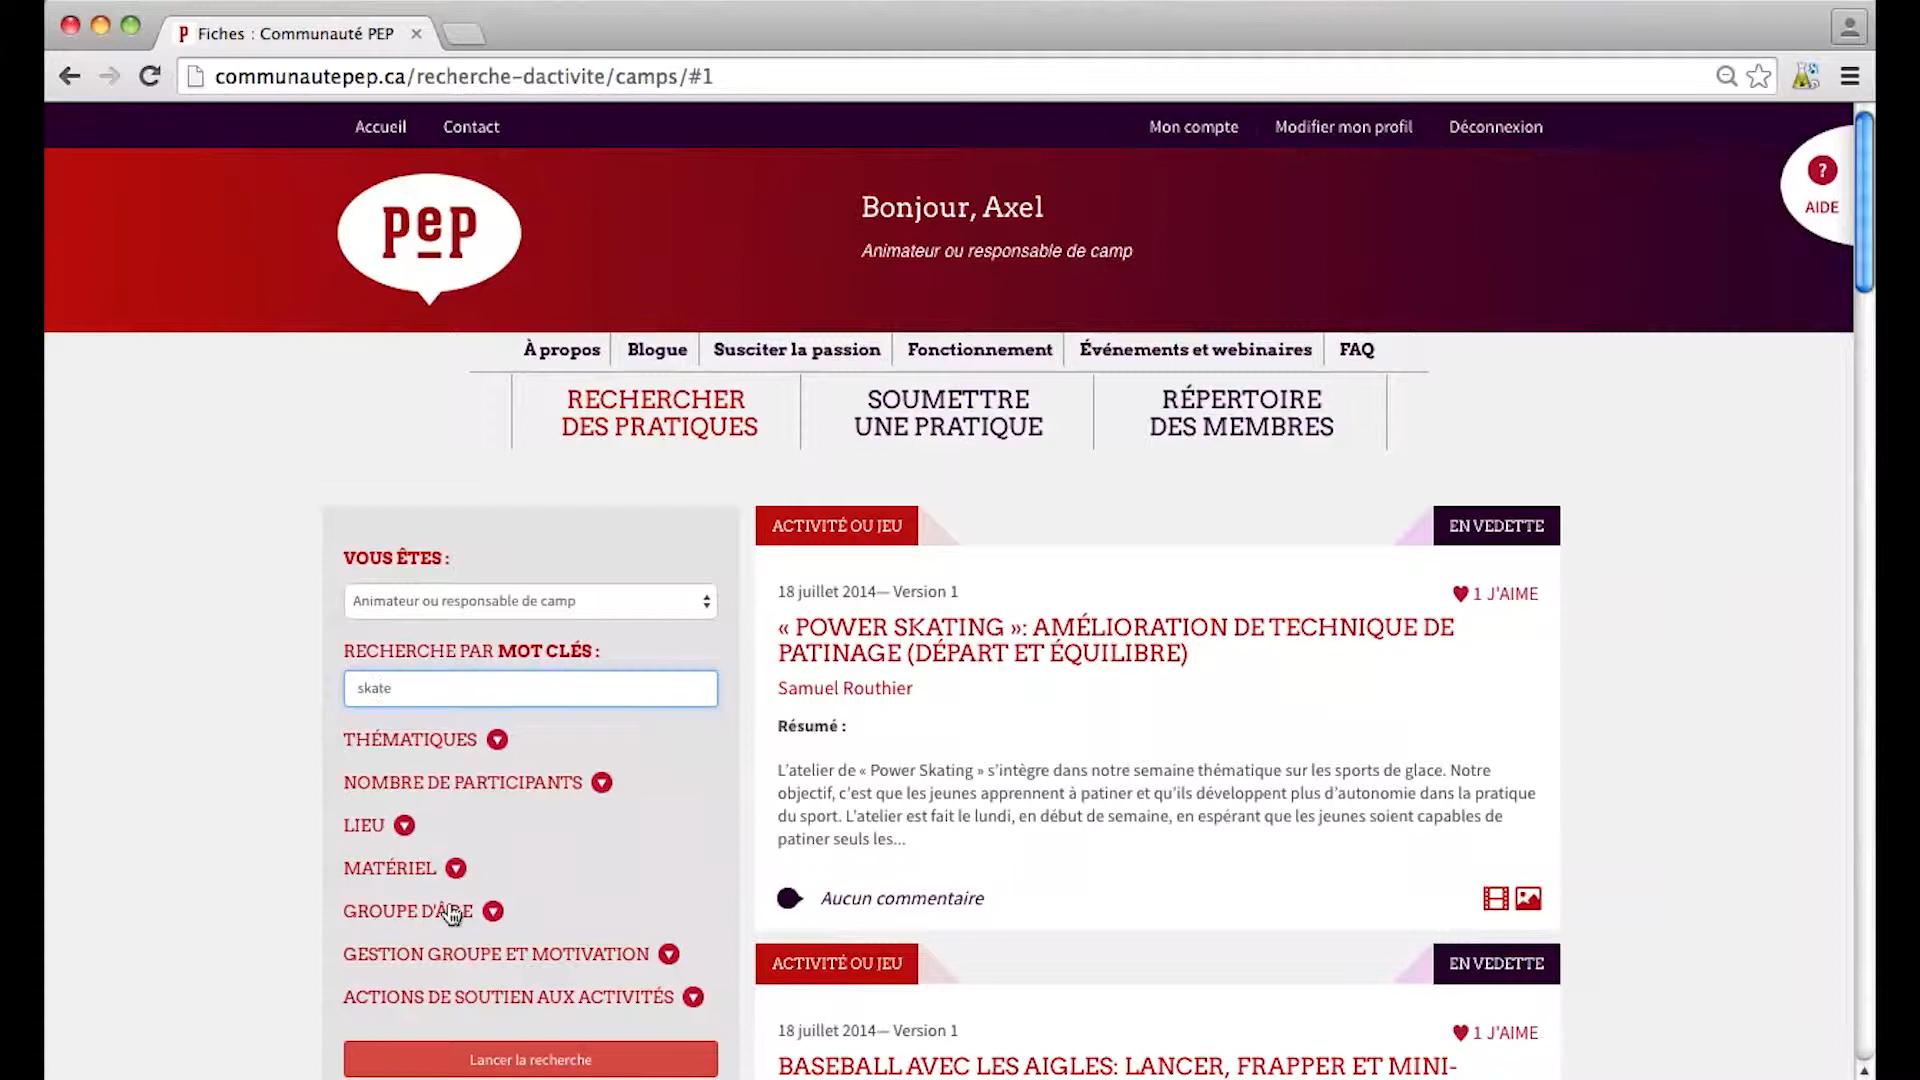 Fiches : Communauté PEP
communautepep.ca/recherche-dactivite/camps/#1
Accueil Contact Mon compte Modifier mon profil Déconnexion
pep
Bonjour, Axel
Animateur ou responsable de camp
? AIDE
À propos Blogue Susciter la passion Fonctionnement Événements et webinaires FAQ
RECHERCHER DES PRATIQUES
SOUMETTRE UNE PRATIQUE
RÉPERTOIRE DES MEMBRES
VOUS ÊTES :
Animateur ou responsable de camp
RECHERCHE PAR MOT CLÉS :
skate
THÉMATIQUES
NOMBRE DE PARTICIPANTS
LIEU
MATÉRIEL
GROUPE D'ÂGE
GESTION GROUPE ET MOTIVATION
ACTIONS DE SOUTIEN AUX ACTIVITÉS
Lancer la recherche
ACTIVITÉ OU JEU EN VEDETTE
18 juillet 2014— Version 1 1 J'AIME
« POWER SKATING »: AMÉLIORATION DE TECHNIQUE DE
PATINAGE (DÉPART ET ÉQUILIBRE)
Samuel Routhier
Résumé :
L’atelier de « Power Skating » s’intègre dans notre semaine thématique sur les sports de glace. Notre
objectif, c’est que les jeunes apprennent à patiner et qu’ils développent plus d’autonomie dans la pratique
du sport. L’atelier est fait le lundi, en début de semaine, en espérant que les jeunes soient capables de
patiner seuls les...
Aucun commentaire
ACTIVITÉ OU JEU EN VEDETTE
18 juillet 2014— Version 1 1 J'AIME
BASEBALL AVEC LES AIGLES: LANCER, FRAPPER ET MINI-